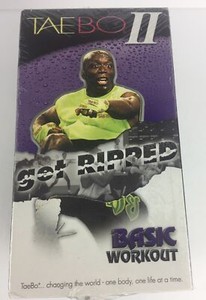 TAEBO II
get RIPPED
BASIC
WORKOUT
TaeBo... changing the world - one body, one life at a time.